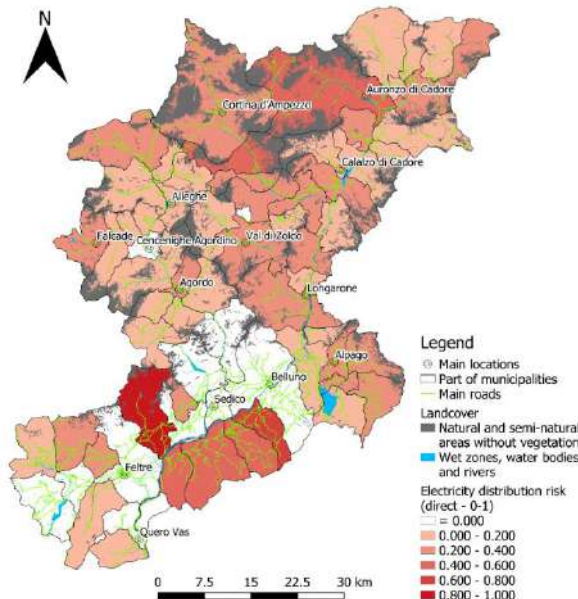 N
Auronzo di Cadore
Cortina d'Ampezzo
Calalzo di Cadore
Alleghe
Falcade
Cencenighe Agordino
Val di Zoldo
Agordo
Longarone
Alpago
Belluno
Sedico
Feltre
Quero Vas
Legend
Main locations
Part of municipalities
Main roads
Landcover
Natural and semi-natural
areas without vegetation
Wet zones, water bodies
and rivers
Electricity distribution risk
(direct - 0-1)
= 0.000
0.000 - 0.200
0.200 - 0.400
0.400 - 0.600
0.600 - 0.800
0.800 - 1.000
0 7.5 15 22.5 30 km